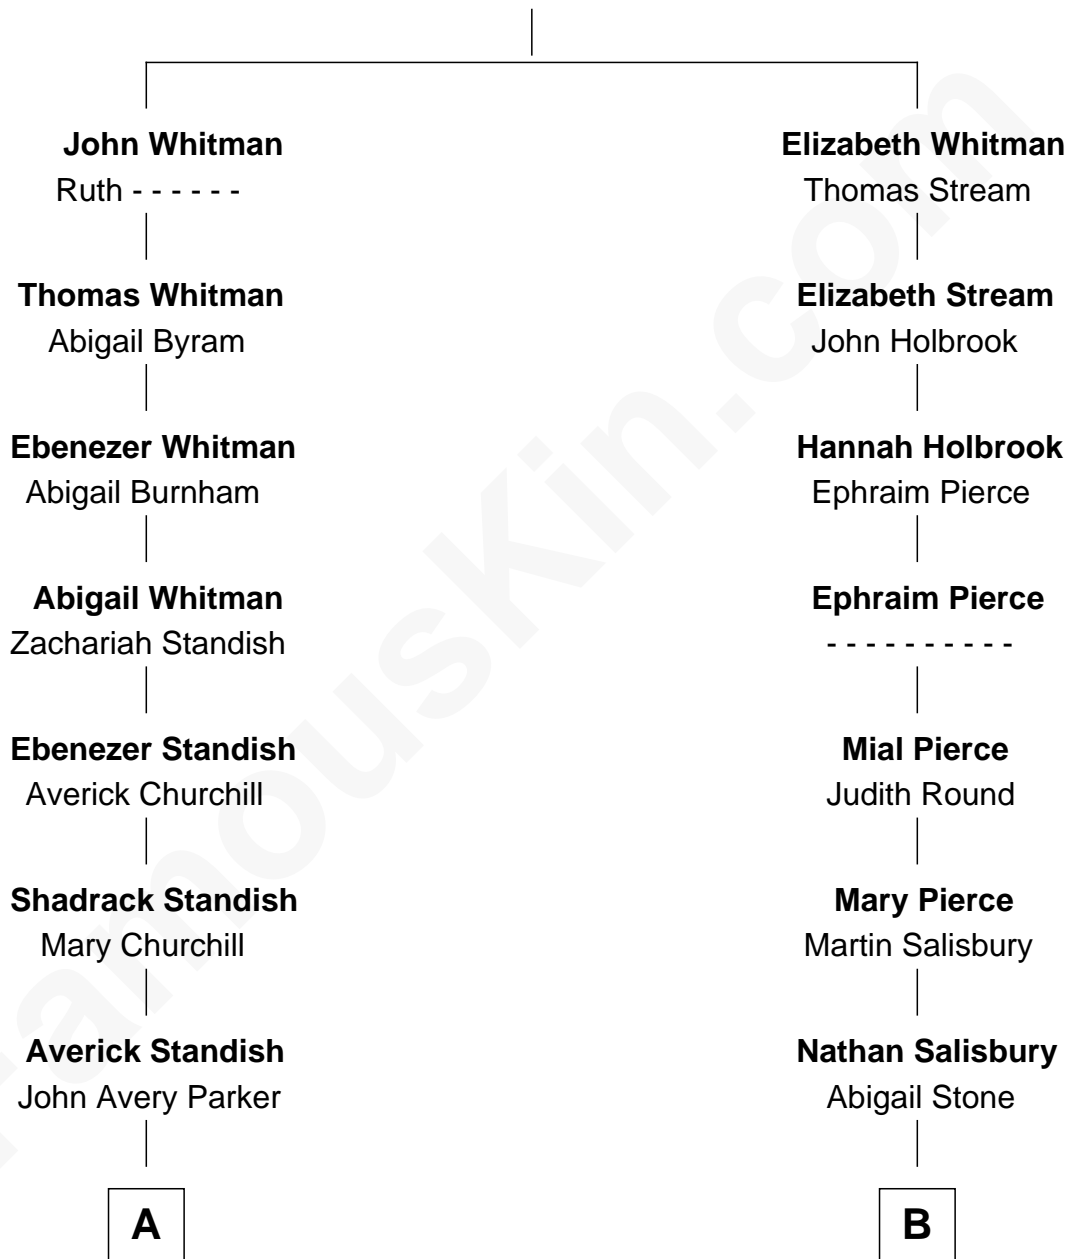 John Whitman
Ruth - - - - - -
Thomas Whitman
Abigail Byram
Ebenezer Whitman
Abigail Burnham
Abigail Whitman
Zachariah Standish
Ebenezer Standish
Averick Churchill
Shadrack Standish
Mary Churchill
Averick Standish
John Avery Parker
A
Elizabeth Whitman
Thomas Stream
Elizabeth Stream
John Holbrook
Hannah Holbrook
Ephraim Pierce
Ephraim Pierce
- - - - - - - - - -
Mial Pierce
Judith Round
Mary Pierce
Martin Salisbury
Nathan Salisbury
Abigail Stone
B
FamousKin.com